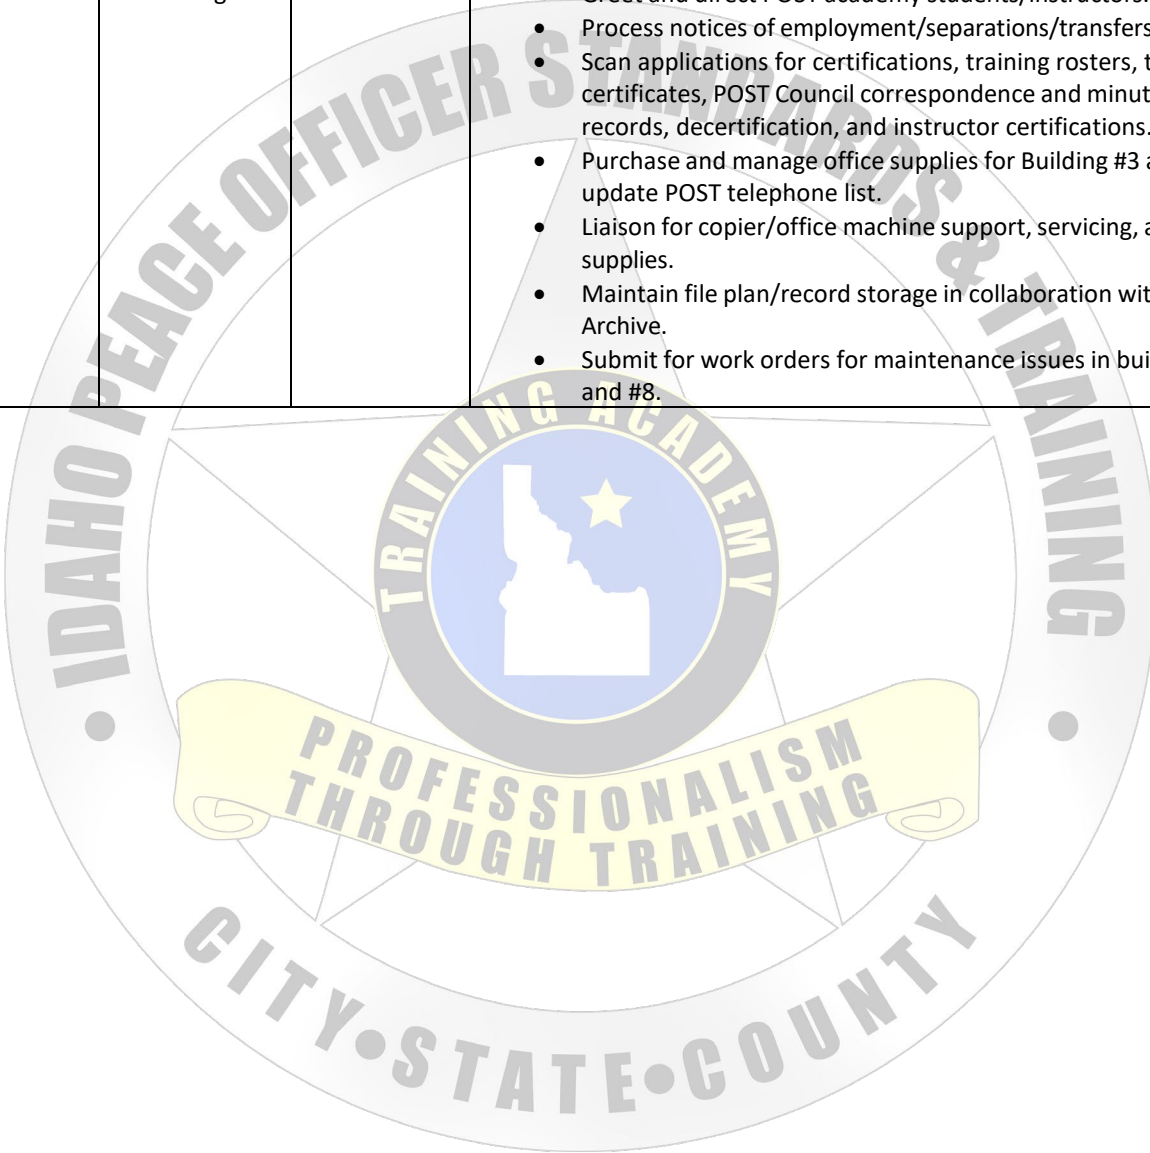 Process notices of employment/separations/transfers
Scan applications for certifications, training rosters, t
certificates, POST Council correspondence and minut
records, decertification, and instructor certifications.
Purchase and manage office supplies for Building #3 a
update POST telephone list.
Liaison for copier/office machine support, servicing, a
supplies.
Maintain file plan/record storage in collaboration wit
Archive.
Submit for work orders for maintenance issues in bui
and #8.
• IDAHO PEACE OFFICER STANDARDS & TRAINING •
TRAINING ACADEMY
PROFESSIONALISM
THROUGH TRAINING
CITY•STATE•COUNTY